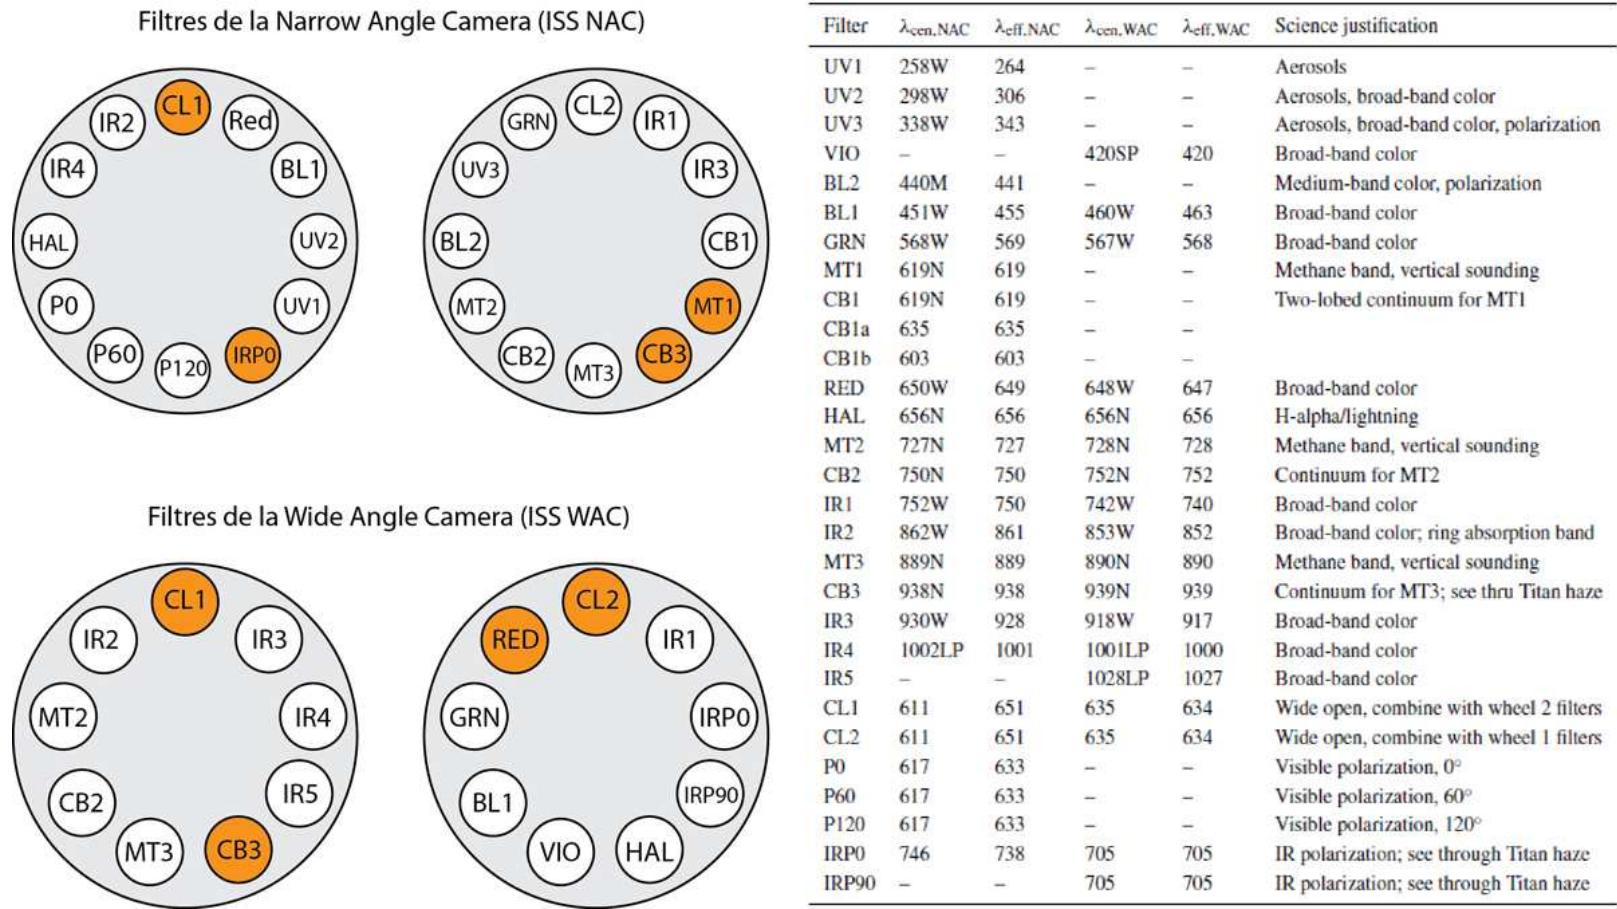 Filtres de la Narrow Angle Camera (ISS NAC)
CL1
Red
BL1
UV2
UV1
IRP0
P120
P60
P0
HAL
IR4
IR2
CL2
IR1
IR3
CB1
MT1
CB3
MT3
CB2
MT2
BL2
UV3
GRN
Filtres de la Wide Angle Camera (ISS WAC)
CL1
IR3
IR4
IR5
CB3
MT3
CB2
MT2
IR2
CL2
IR1
IRP0
IRP90
HAL
VIO
BL1
GRN
RED
Filter λcen,NAC λeff,NAC λcen,WAC λeff,WAC Science justification
UV1 258W 264 – – Aerosols
UV2 298W 306 – – Aerosols, broad-band color
UV3 338W 343 – – Aerosols, broad-band color, polarization
VIO – – 420SP 420 Broad-band color
BL2 440M 441 – – Medium-band color, polarization
BL1 451W 455 460W 463 Broad-band color
GRN 568W 569 567W 568 Broad-band color
MT1 619N 619 – – Methane band, vertical sounding
CB1 619N 619 – – Two-lobed continuum for MT1
CB1a 635 635 – –
CB1b 603 603 – –
RED 650W 649 648W 647 Broad-band color
HAL 656N 656 656N 656 H-alpha/lightning
MT2 727N 727 728N 728 Methane band, vertical sounding
CB2 750N 750 752N 752 Continuum for MT2
IR1 752W 750 742W 740 Broad-band color
IR2 862W 861 853W 852 Broad-band color; ring absorption band
MT3 889N 889 890N 890 Methane band, vertical sounding
CB3 938N 938 939N 939 Continuum for MT3; see thru Titan haze
IR3 930W 928 918W 917 Broad-band color
IR4 1002LP 1001 1001LP 1000 Broad-band color
IR5 – – 1028LP 1027 Broad-band color
CL1 611 651 635 634 Wide open, combine with wheel 2 filters
CL2 611 651 635 634 Wide open, combine with wheel 1 filters
P0 617 633 – – Visible polarization, 0°
P60 617 633 – – Visible polarization, 60°
P120 617 633 – – Visible polarization, 120°
IRP0 746 738 705 705 IR polarization; see through Titan haze
IRP90 – – 705 705 IR polarization; see through Titan haze